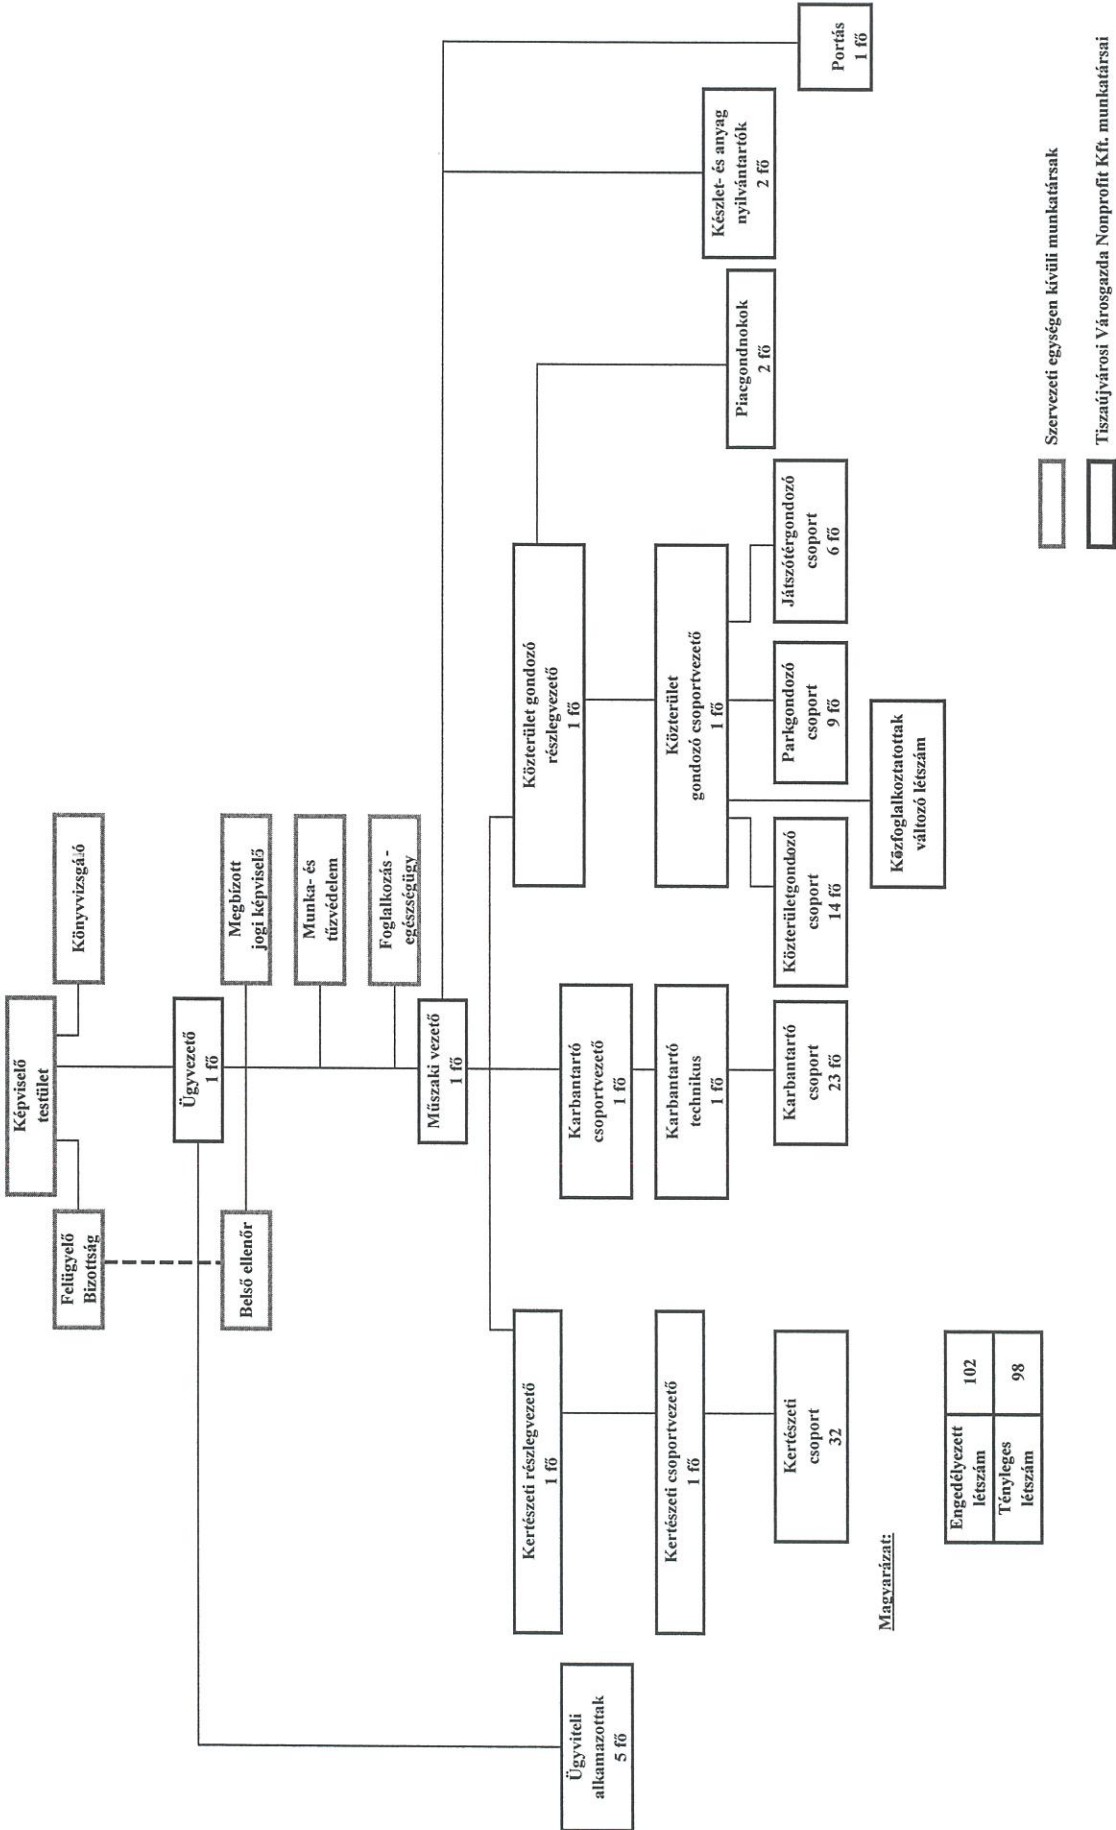 Képviselő
testület
Felügyelő
Bizottság
Könyvvizsgáló
Ügyvezető
1 fő
Belső ellenőr
Megbízott
jogi képviselő
Munka- és
tűzvédelem
Foglalkozás -
egészségügy
Műszaki vezető
1 fő
Ügyviteli
alkamazottak
5 fő
Kertészeti részlegvezető
1 fő
Karbantartó
csoportvezető
1 fő
Közterület gondozó
részlegvezető
1 fő
Kertészeti csoportvezető
1 fő
Karbantartó
technikus
1 fő
Közterület
gondozó csoportvezető
1 fő
Piacgondnokok
2 fő
Készlet- és anyag
nyilvántartók
2 fő
Portás
1 fő
Kertészeti
csoport
32
Karbantartó
csoport
23 fő
Közterületgondozó
csoport
14 fő
Parkgondozó
csoport
9 fő
Játszótérgondozó
csoport
6 fő
Közfoglalkoztatottak
változó létszám
Magyarázat:
Engedélyezett
létszám
102
Tényleges
létszám
98
Szervezeti egységen kívüli munkatársak
Tiszaújvárosi Városgazda Nonprofit Kft. munkatársai